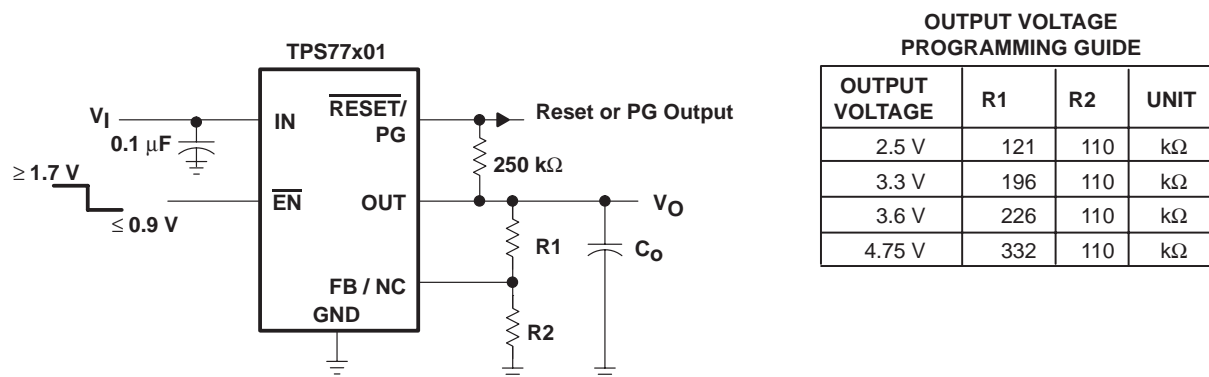 TPS77x01
V_I
0.1 μF
IN
RESET/
PG
Reset or PG Output
250 kΩ
≥ 1.7 V
≤ 0.9 V
EN
OUT
V_O
R1
C_o
FB / NC
GND
R2
OUTPUT VOLTAGE
PROGRAMMING GUIDE
OUTPUT VOLTAGE R1 R2 UNIT
2.5 V 121 110 kΩ
3.3 V 196 110 kΩ
3.6 V 226 110 kΩ
4.75 V 332 110 kΩ